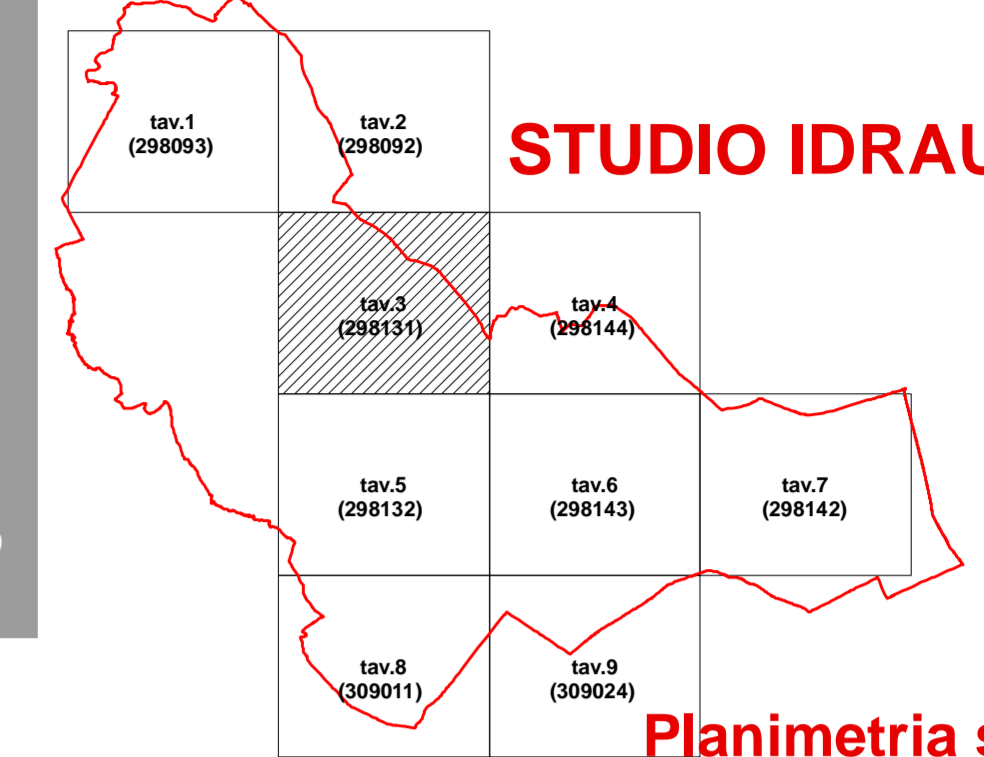 tav.1
(298093)
tav.2
(298092)
STUDIO IDRAU
tav.3
(298131)
tav.4
(298144)
tav.5
(298132)
tav.6
(298143)
tav.7
(298142)
tav.8
(309011)
tav.9
(309024)
Planimetria s